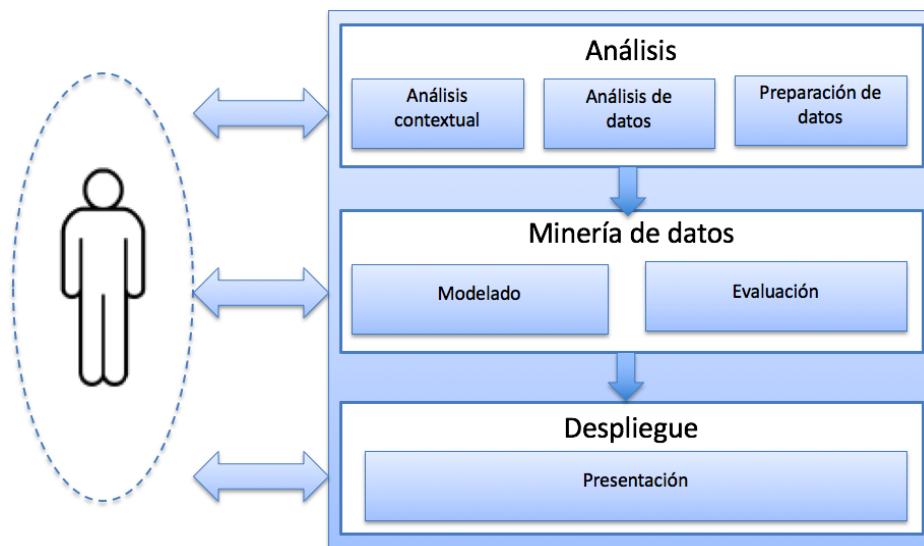 Análisis
Análisis
contextual
Análisis de
datos
Preparación de
datos
Minería de datos
Modelado
Evaluación
Despliegue
Presentación